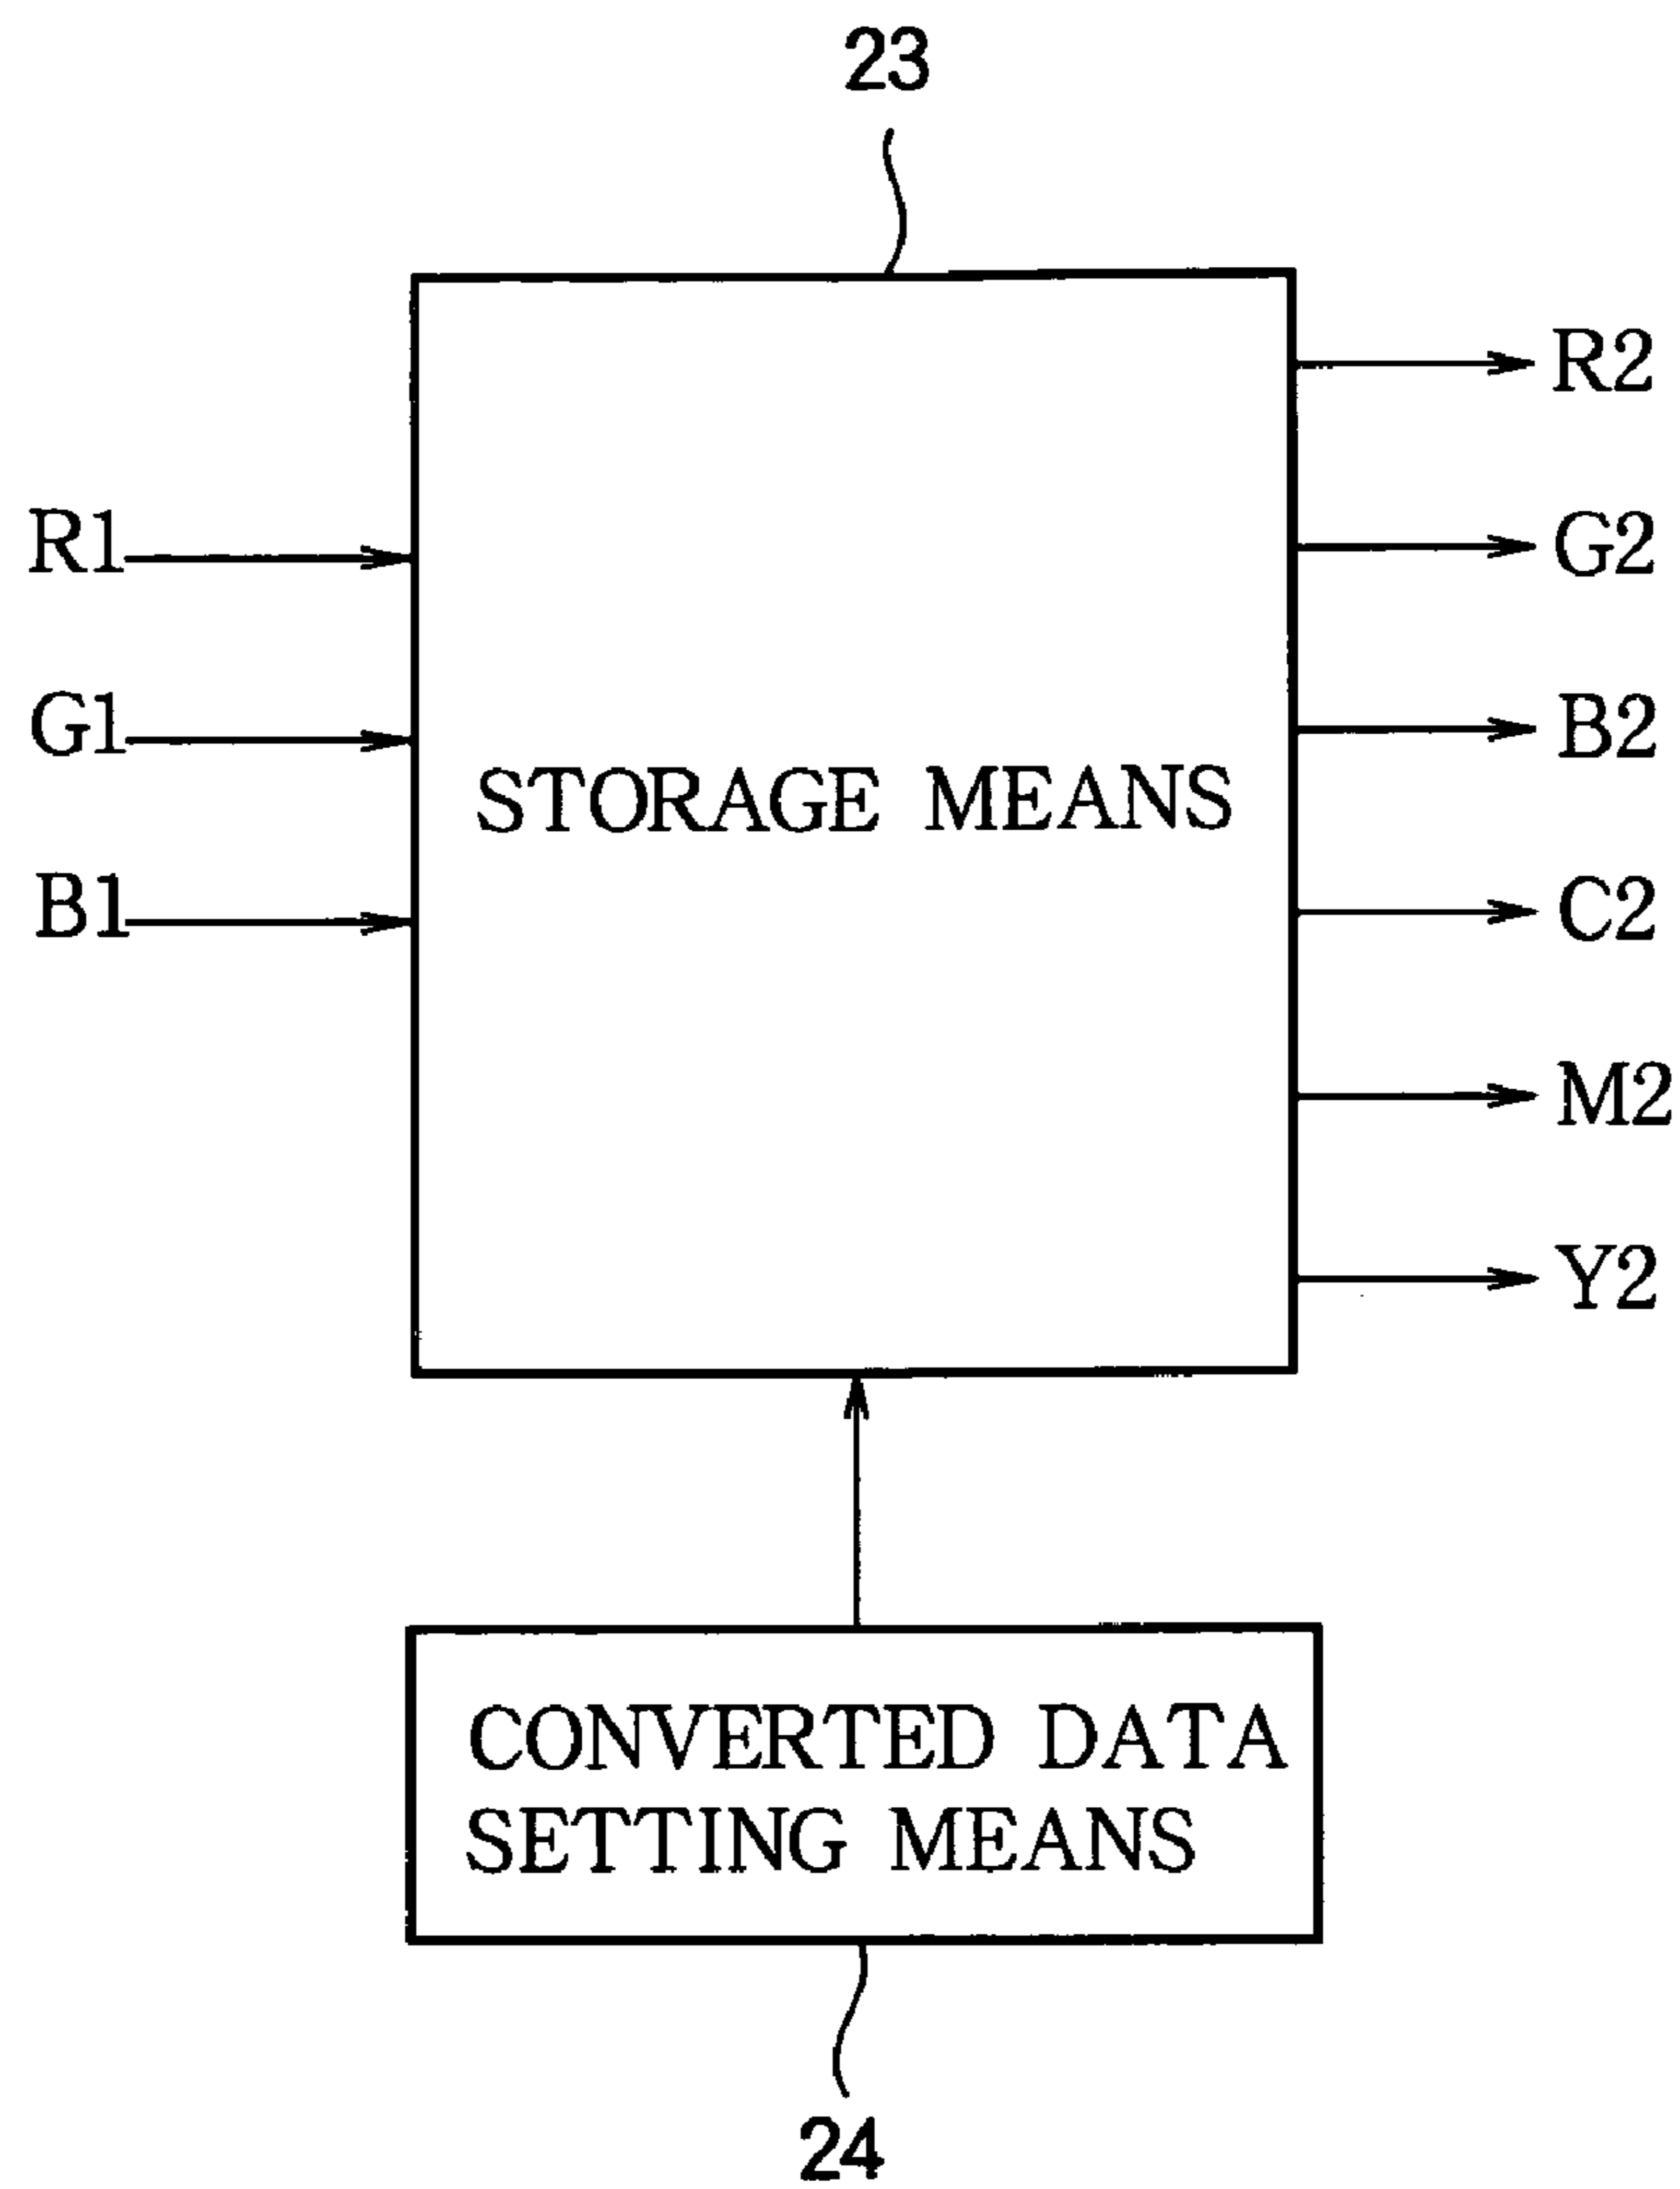 23
R1
G1
B1
STORAGE MEANS
R2
G2
B2
C2
M2
Y2
CONVERTED DATA
SETTING MEANS
24